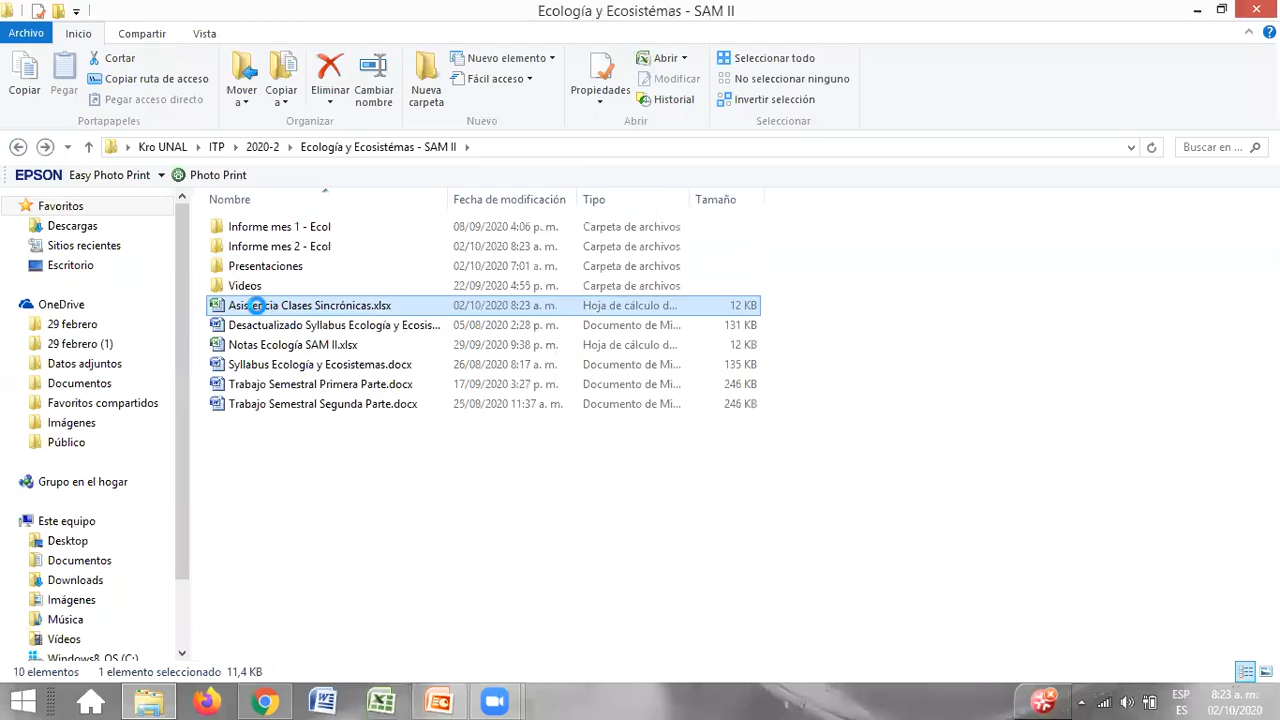 Ecología y Ecosistémas - SAM II
Archivo Inicio Compartir Vista
Copiar
Pegar
Cortar
Copiar ruta de acceso
Pegar acceso directo
Portapapeles
Mover a
Copiar a
Eliminar
Cambiar nombre
Organizar
Nueva carpeta
Nuevo elemento
Fácil acceso
Nuevo
Propiedades
Abrir
Modificar
Historial
Abrir
Seleccionar todo
No seleccionar ninguno
Invertir selección
Seleccionar
Kro UNAL ITP 2020-2 Ecología y Ecosistémas - SAM II
Buscar en ...
EPSON Easy Photo Print Photo Print
Favoritos
Descargas
Sitios recientes
Escritorio
OneDrive
29 febrero
29 febrero (1)
Datos adjuntos
Documentos
Favoritos compartidos
Imágenes
Público
Grupo en el hogar
Este equipo
Desktop
Documentos
Downloads
Imágenes
Música
Vídeos
Windows8_OS (C:)
Nombre Fecha de modificación Tipo Tamaño
Informe mes 1 - Ecol 08/09/2020 4:06 p. m. Carpeta de archivos
Informe mes 2 - Ecol 02/10/2020 8:23 a. m. Carpeta de archivos
Presentaciones 02/10/2020 7:01 a. m. Carpeta de archivos
Videos 22/09/2020 4:55 p. m. Carpeta de archivos
Asistencia Clases Sincrónicas.xlsx 02/10/2020 8:23 a. m. Hoja de cálculo d... 12 KB
Desactualizado Syllabus Ecología y Ecosis... 05/08/2020 2:28 p. m. Documento de Mi... 131 KB
Notas Ecología SAM II.xlsx 29/09/2020 9:38 p. m. Hoja de cálculo d... 12 KB
Syllabus Ecología y Ecosistemas.docx 26/08/2020 8:17 a. m. Documento de Mi... 135 KB
Trabajo Semestral Primera Parte.docx 17/09/2020 3:27 p. m. Documento de Mi... 246 KB
Trabajo Semestral Segunda Parte.docx 25/08/2020 11:37 a. m. Documento de Mi... 246 KB
10 elementos 1 elemento seleccionado 11,4 KB
ESP
ES
8:23 a. m.
02/10/2020